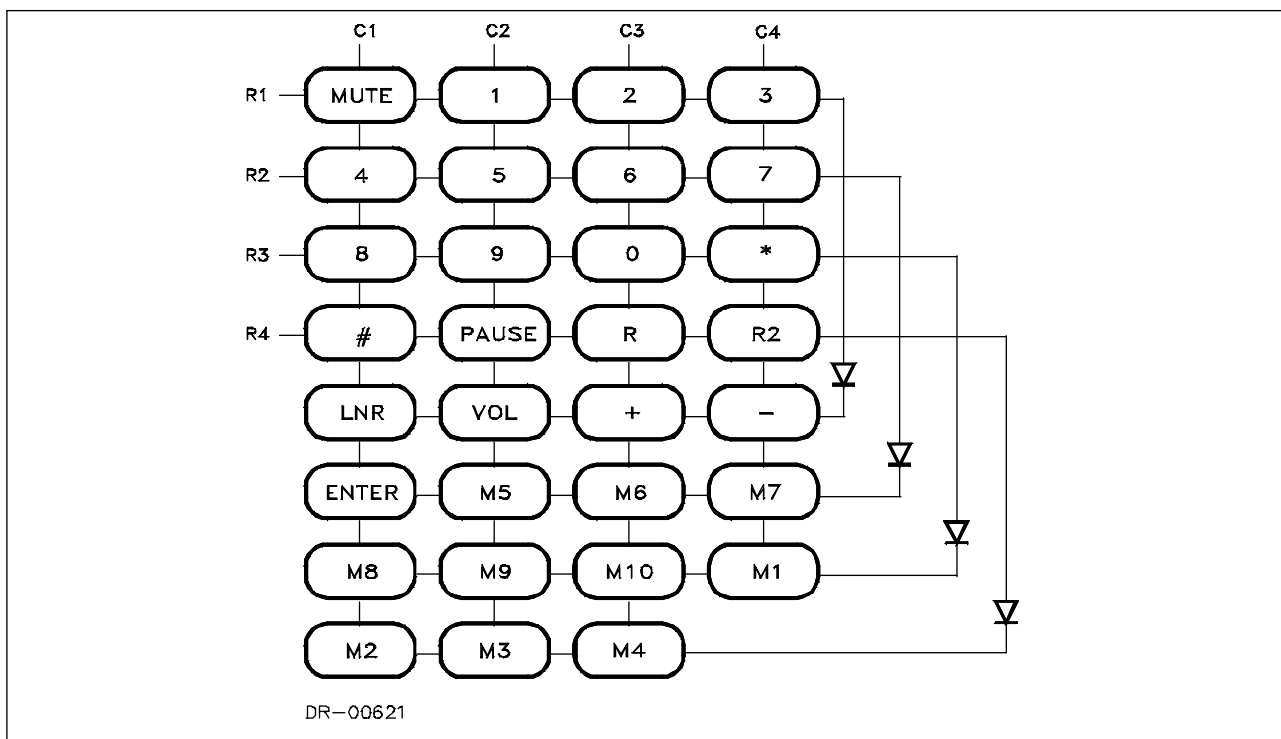 C1 C2 C3 C4
R1 MUTE 1 2 3
R2 4 5 6 7
R3 8 9 0 *
R4 # PAUSE R R2
LNR VOL + −
ENTER M5 M6 M7
M8 M9 M10 M1
M2 M3 M4
DR−00621